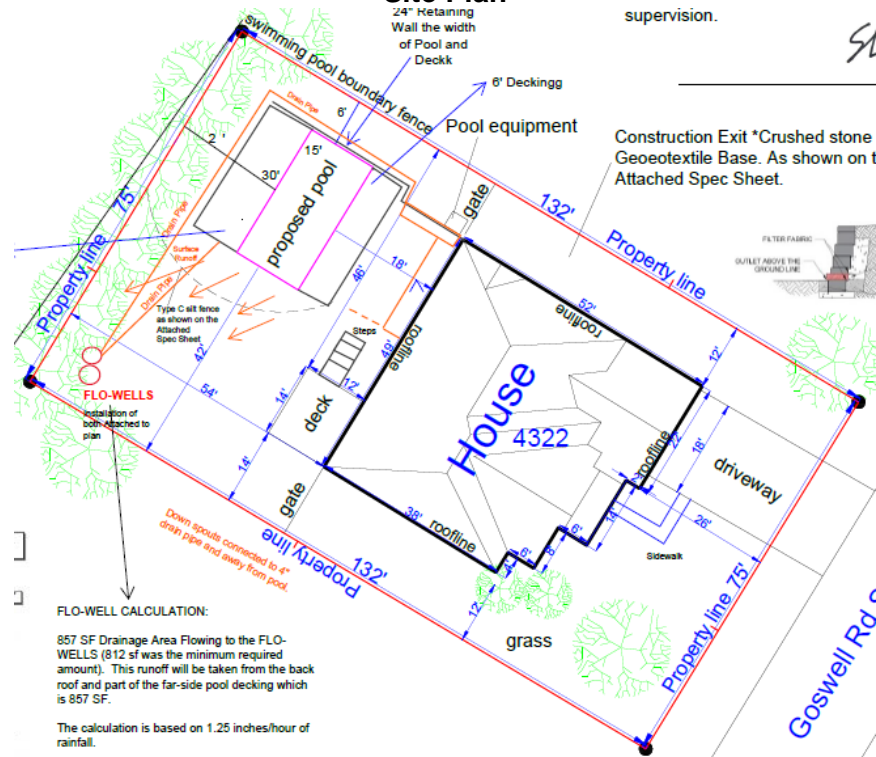 Site Plan
24" Retaining
Wall the width
of Pool and
Deckk
supervision.
swimming pool boundary fence
6' Deckingg
Drain Pipe
6'
Pool equipment
Construction Exit *Crushed stone
Geoeotextile Base. As shown on t
Attached Spec Sheet.
2 '
15'
30'
proposed pool
gate
132'
Property line
75'
Property line
Drain Pipe
Surface
Runoff
Drain Pipe
18'
46'
7'
FILTER FABRIC
OUTLET ABOVE THE
GROUND LINE
Type C silt fence
as shown on the
Attached
Spec Sheet
Steps
roofline
49'
52'
roofline
42'
54'
12'
14'
deck
14'
12'
House
4322
22'
18'
roofline
driveway
FLO-WELLS
Installation of
both Attached to
plan
gate
38'
roofline
2'
14'
26'
6'
8'
6'
4'
Sidewalk
Down spouts connected to 4"
drain pipe and away from pool.
Property line
132'
12'
grass
Property line
75'
Goswell Rd S
FLO-WELL CALCULATION:
857 SF Drainage Area Flowing to the FLO-
WELLS (812 sf was the minimum required
amount). This runoff will be taken from the back
roof and part of the far-side pool decking which
is 857 SF.
The calculation is based on 1.25 inches/hour of
rainfall.